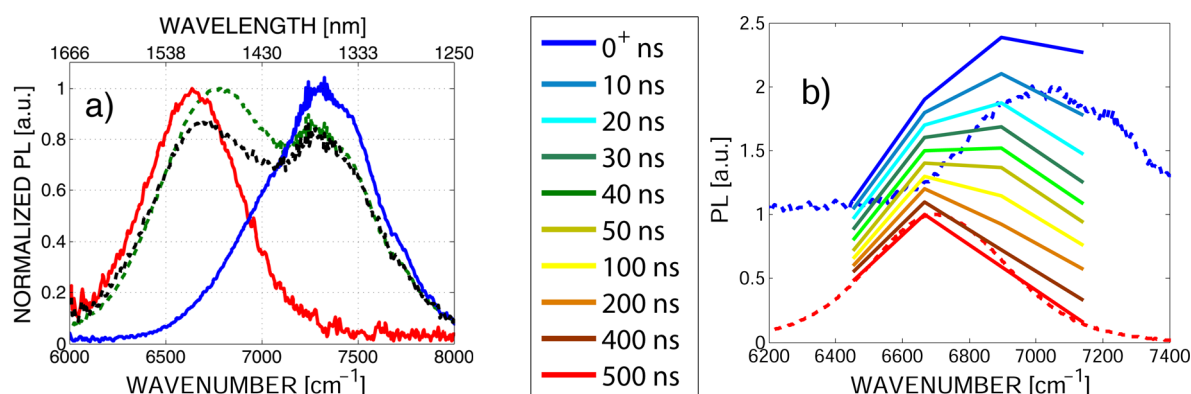 WAVELENGTH [nm]
1666 1538 1430 1333 1250
a)
NORMALIZED PL [a.u.]
1
0.8
0.6
0.4
0.2
0
6000 6500 7000 7500 8000
WAVENUMBER [cm⁻¹]
0⁺ ns
10 ns
20 ns
30 ns
40 ns
50 ns
100 ns
200 ns
400 ns
500 ns
b)
PL [a.u.]
2.5
2
1.5
1
0.5
0
6200 6400 6600 6800 7000 7200 7400
WAVENUMBER [cm⁻¹]